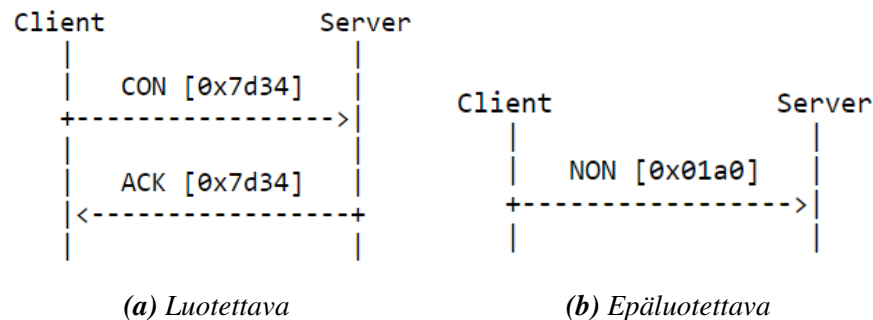 Client Server
CON [0x7d34]
ACK [0x7d34]
(a) Luotettava
Client Server
NON [0x01a0]
(b) Epäluotettava